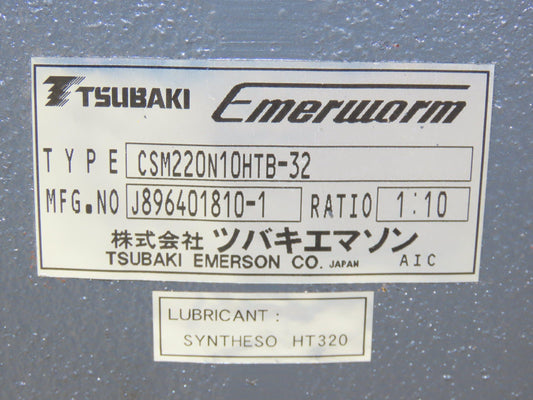 TSUBAKI Emerworm
TYPE CSM220N10HTB-32
MFG.NO J896401810-1 RATIO 1:10
株式会社 ツバキエマソン
TSUBAKI EMERSON CO. JAPAN AIC
LUBRICANT :
SYNTHESO HT320